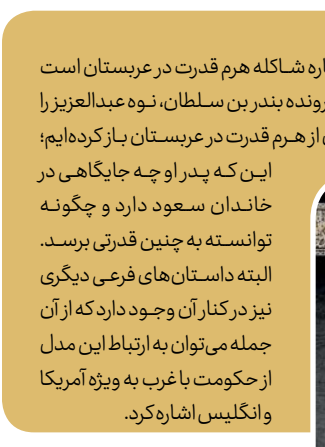 شاکله هرم قدرت در عربستان است
بندر بن سلطان، نوه عبدالعزیز را
از هرم قدرت در عربستان باز کرده‌ایم؛
این که پدر او چه جایگاهی در
خاندان سعود دارد و چگونه
توانسته به چنین قدرتی برسد.
البته داستان‌های فرعی دیگری
نیز در کنار آن وجود دارد که از آن
جمله می‌توان به ارتباط این مدل
از حکومت با غرب به ویژه آمریکا
و انگلیس اشاره کرد.